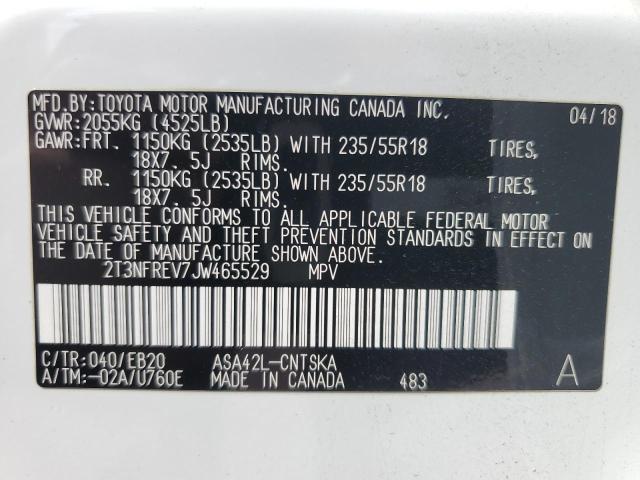 MFD.BY:TOYOTA MOTOR MANUFACTURING CANADA INC. 04/18
GVWR:2055KG (4525LB)
GAWR:FRT. 1150KG (2535LB) WITH 235/55R18 TIRES,
18X7. 5J RIMS.
RR. 1150KG (2535LB) WITH 235/55R18 TIRES,
18X7. 5J RIMS.
THIS VEHICLE CONFORMS TO ALL APPLICABLE FEDERAL MOTOR
VEHICLE SAFETY AND THEFT PREVENTION STANDARDS IN EFFECT ON
THE DATE OF MANUFACTURE SHOWN ABOVE.
2T3NFREV7JW465529 MPV
C/TR:040/EB20 ASA42L-CNTSKA
A/TM:-02A/U760E MADE IN CANADA 483 A